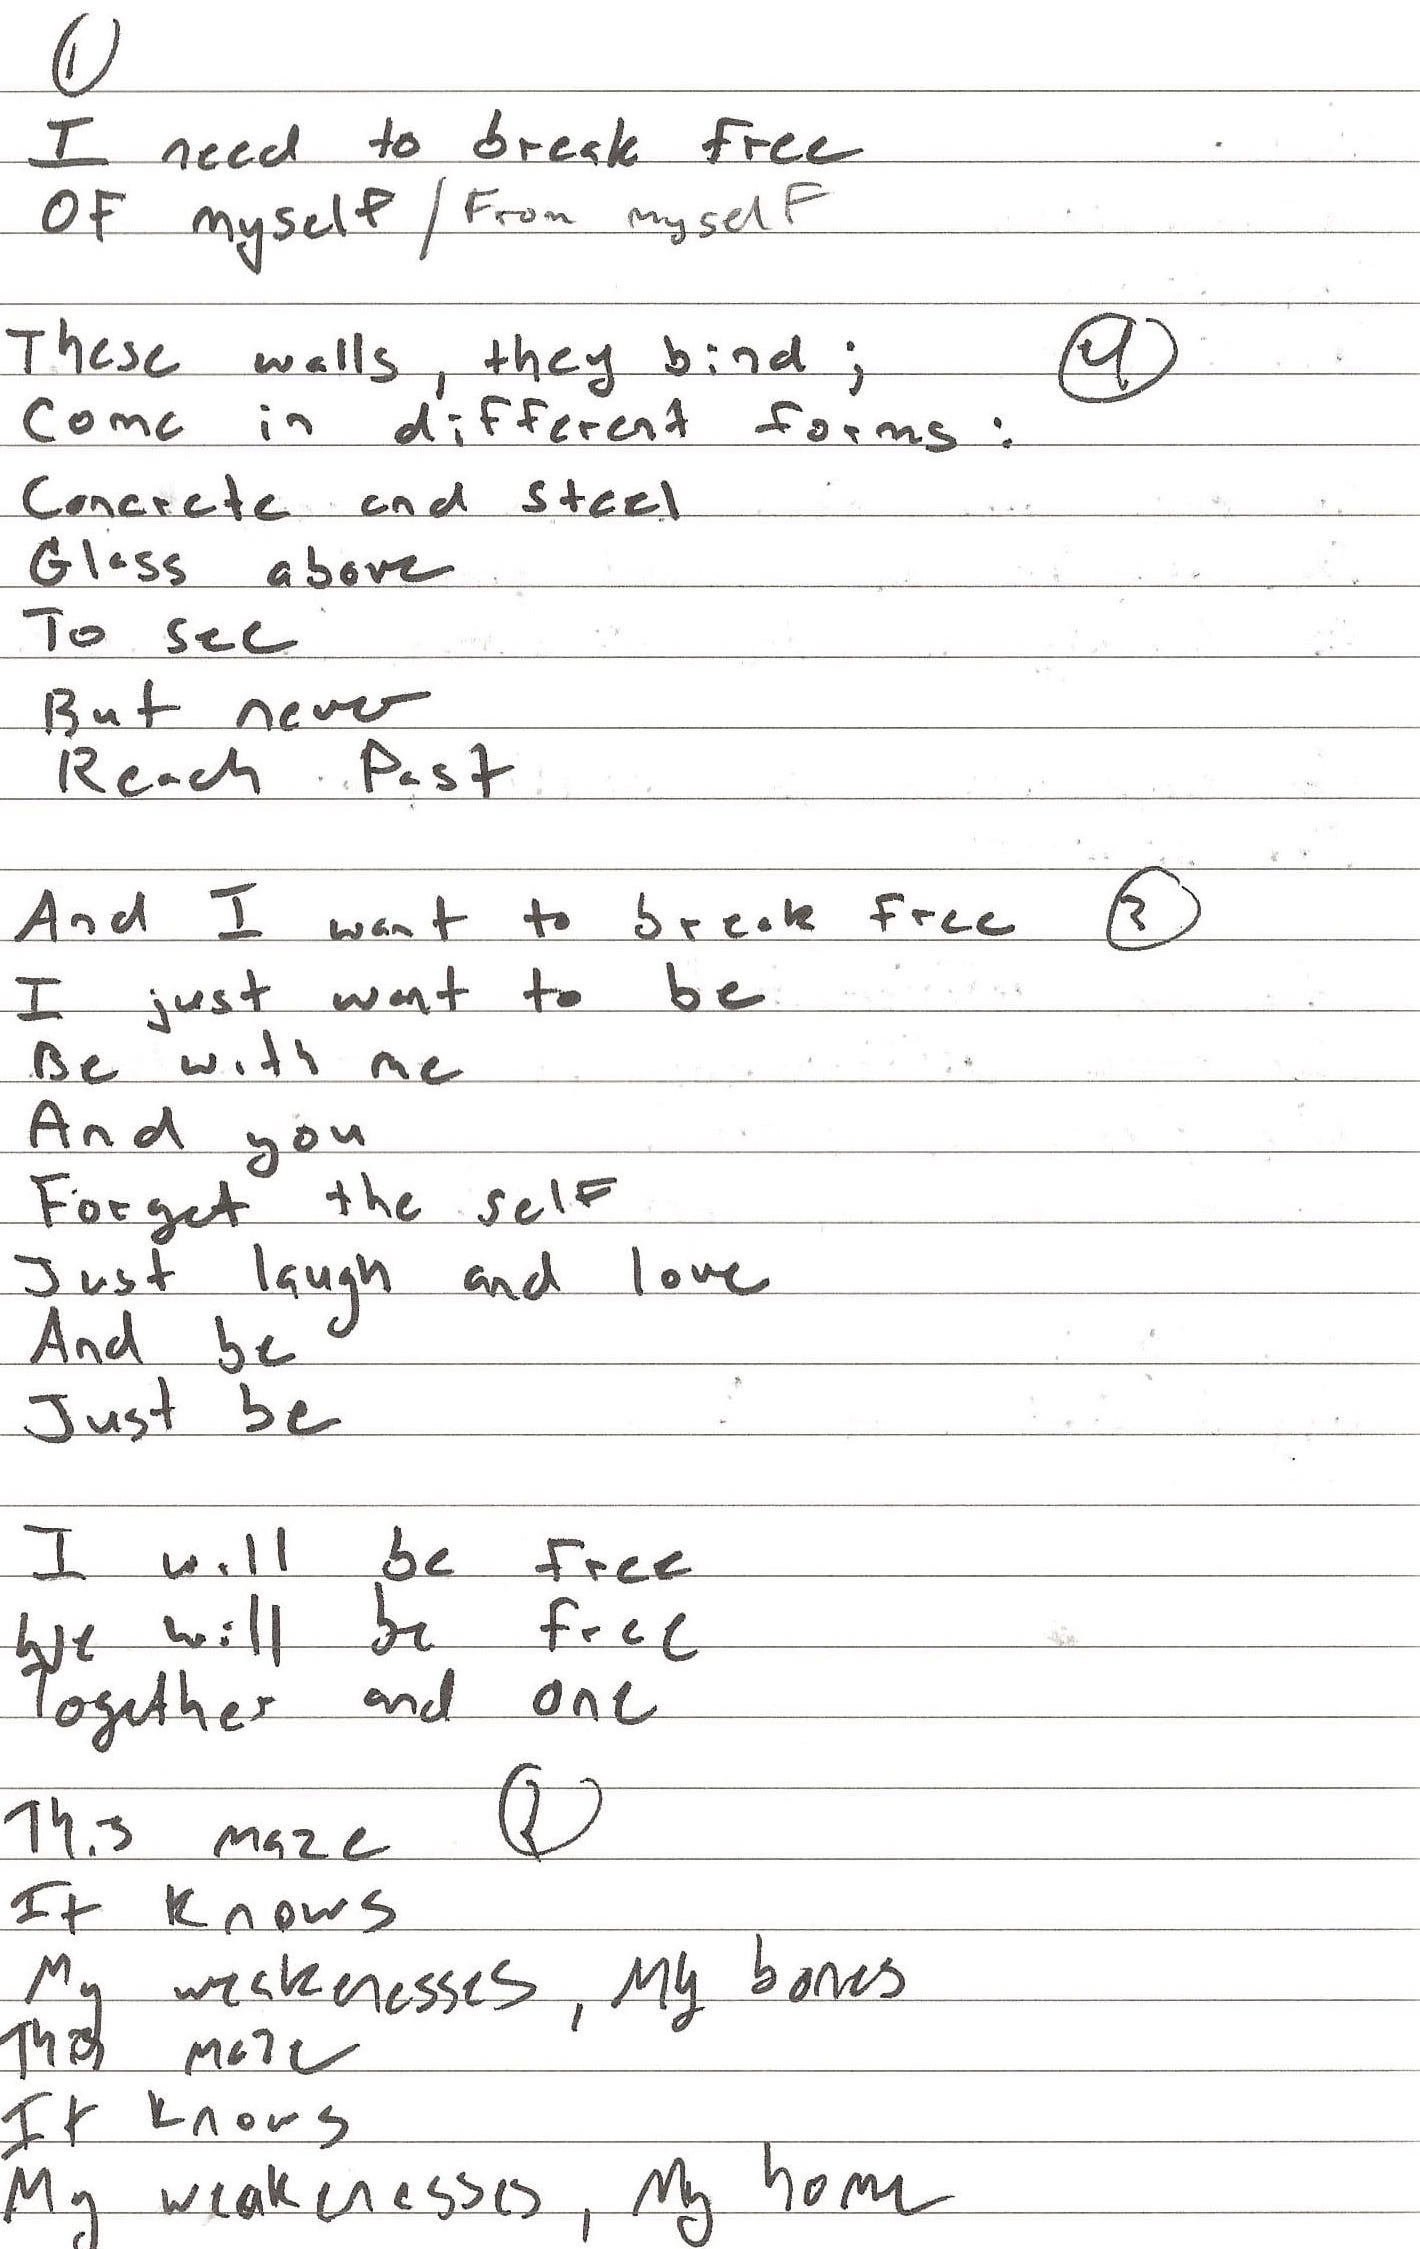 1
I need to break free
Of myself / From myself
These walls, they bind; 4
Come in different forms:
Concrete and steel
Glass above
To see
But never
Reach Past
And I want to break free 3
I just want to be
Be with me
And you
Forget the self
Just laugh and love
And be
Just be
I will be free
We will be free
Together and one
This maze 2
It knows
My weakenesses, My bones
This maze
It knows
My weakenesses, My home